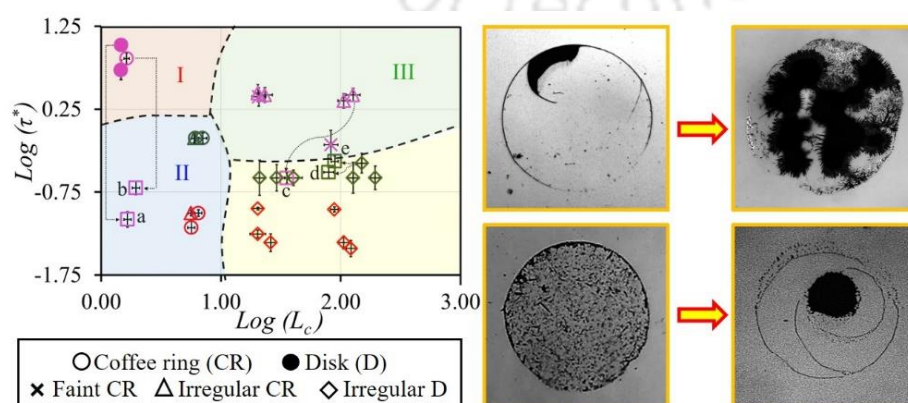 1.25
Log (τ*)
I
III
0.25
II
b
a
c
d
e
-0.75
-1.75
0.00
1.00
2.00
3.00
Log (Lc)
Coffee ring (CR) Disk (D)
Faint CR Irregular CR Irregular D